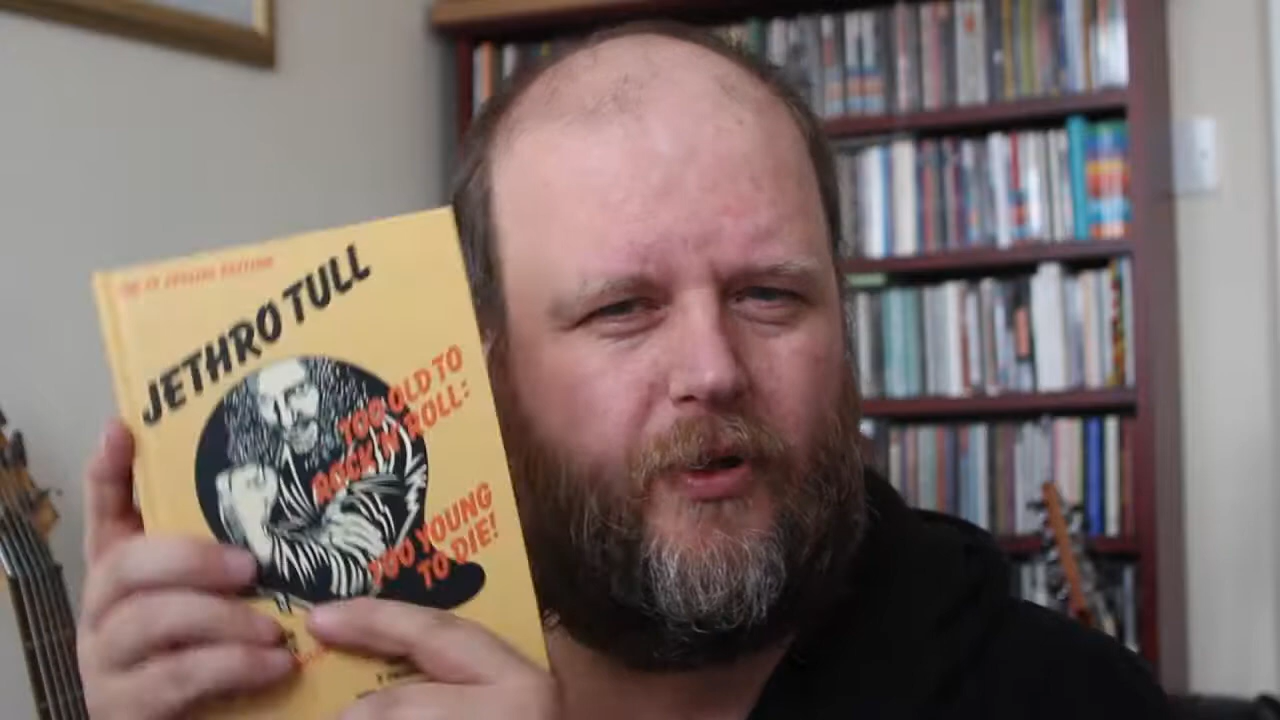 JETHRO TULL
TOO OLD TO
ROCK N' ROLL:
TOO YOUNG
TO DIE!